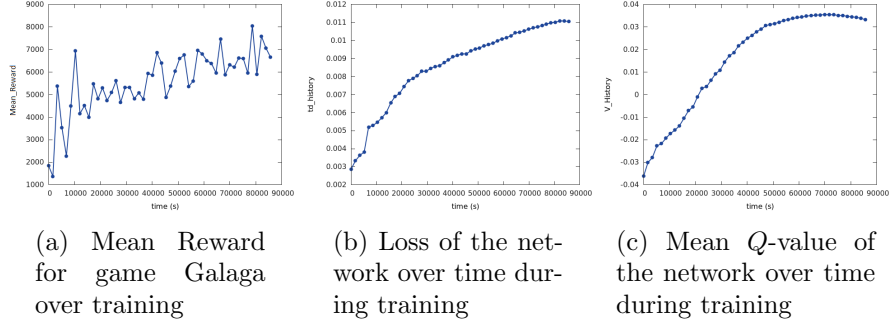 9000
8000
7000
6000
5000
4000
3000
2000
1000
Mean_Reward
0 10000 20000 30000 40000 50000 60000 70000 80000 90000
time (s)
0.012
0.011
0.01
0.009
0.008
0.007
0.006
0.005
0.004
0.003
0.002
td_history
0 10000 20000 30000 40000 50000 60000 70000 80000 90000
time (s)
0.04
0.03
0.02
0.01
0
-0.01
-0.02
-0.03
-0.04
V_History
0 10000 20000 30000 40000 50000 60000 70000 80000 90000
time (s)
(a) Mean Reward
for game Galaga
over training
(b) Loss of the net-
work over time dur-
ing training
(c) Mean Q-value of
the network over time
during training